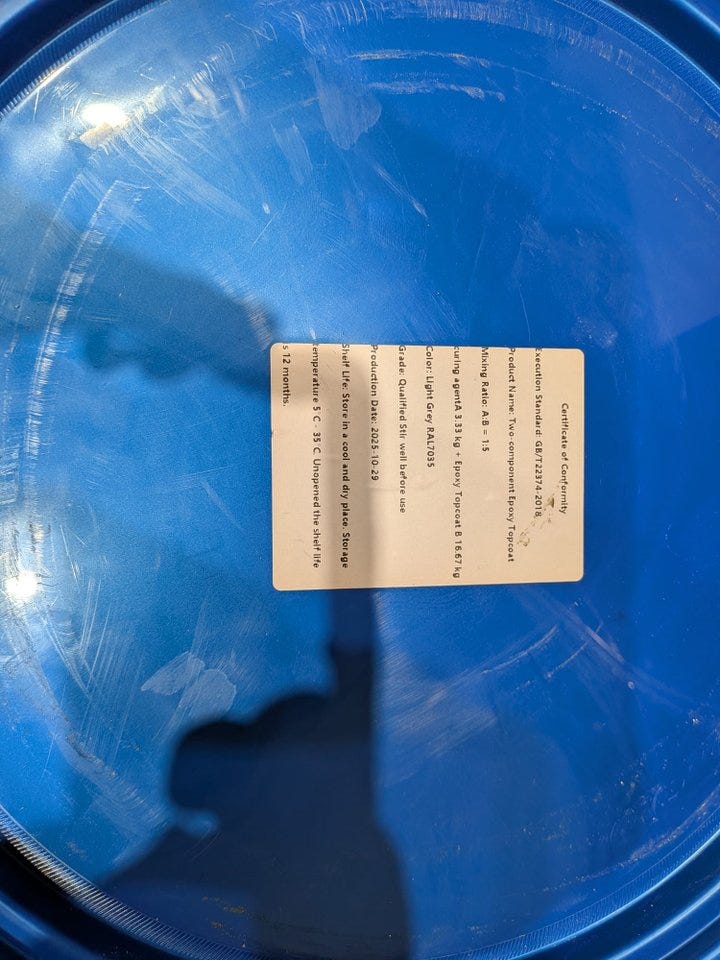 Certificate of Conformity
Execution Standard: GB/T22374-2018
Product Name: Two-component Epoxy Topcoat
Mixing Ratio: A:B = 1:5
curing agentA 3.33 kg + Epoxy Topcoat B 16.67 kg
Color: Light Grey RAL7035
Grade: Qualified Stir well before use
Production Date: 2025-10-29
Shelf Life: Store in a cool and dry place. Storage
temperature 5°C - 35°C. Unopened the shelf life
s 12 months.